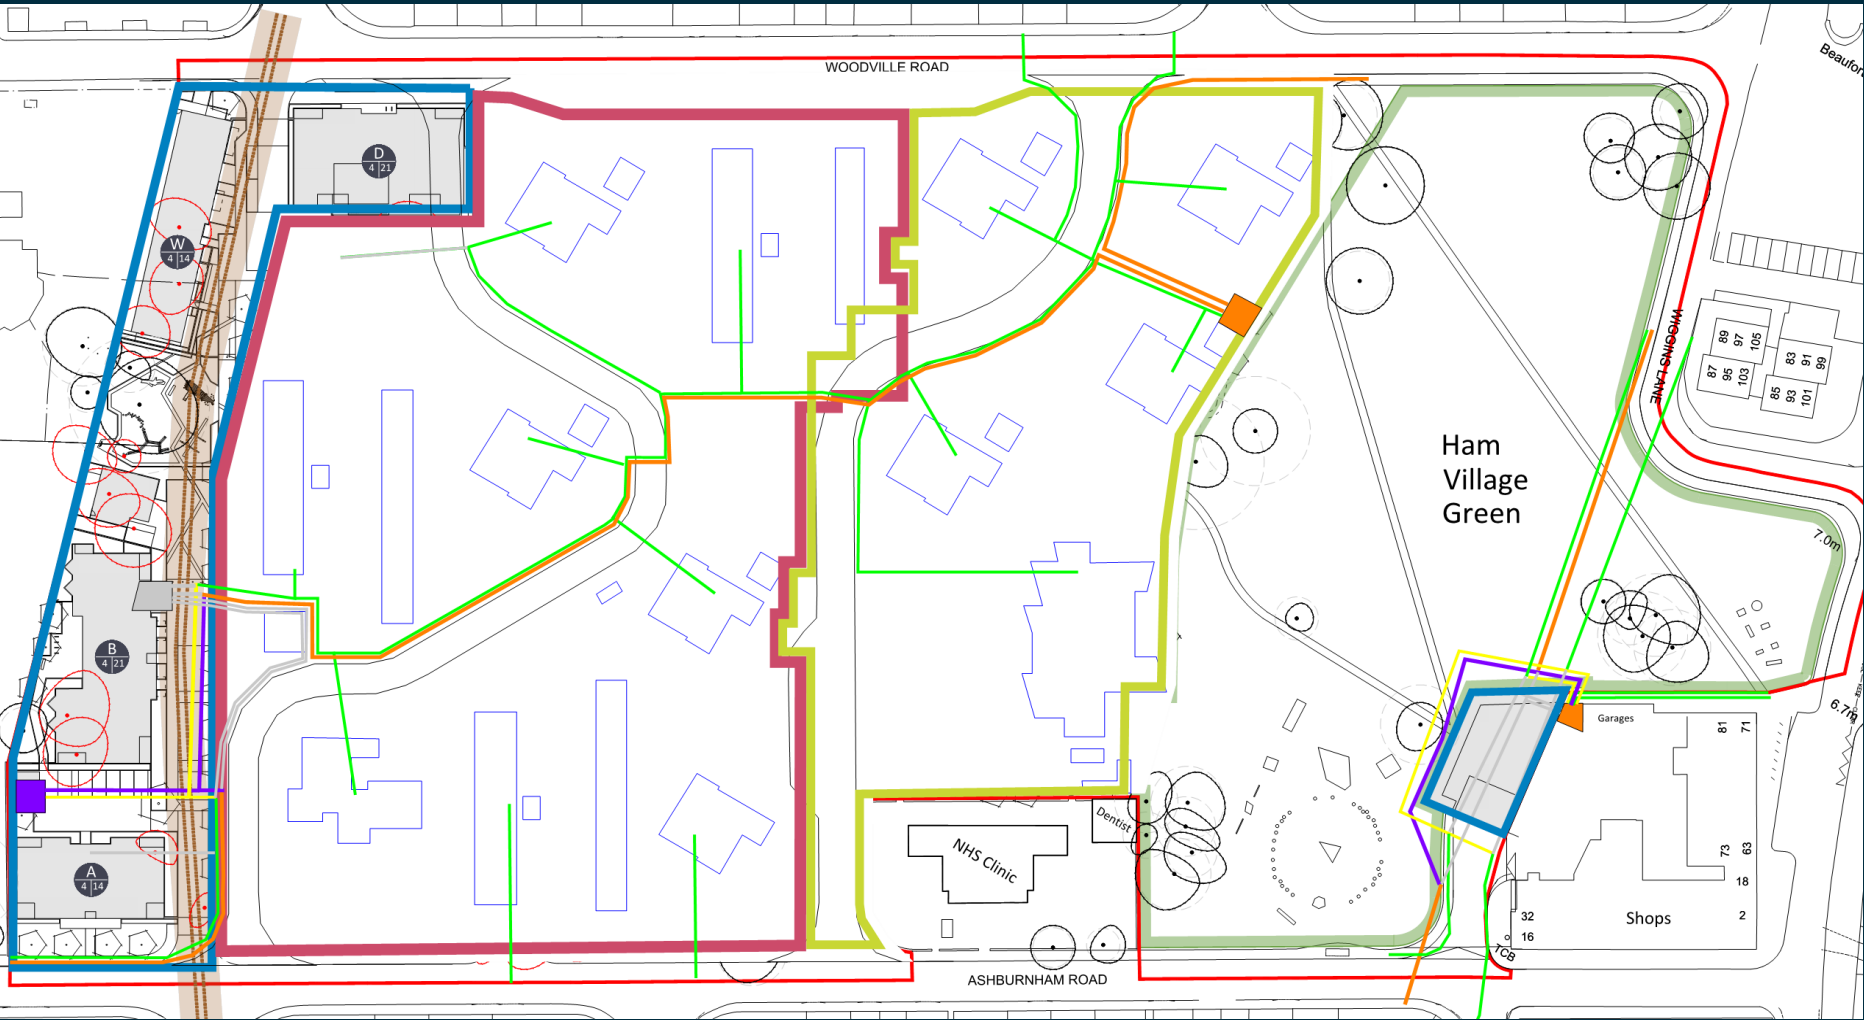 WOODVILLE ROAD
Beaufor
D
4 21
W
4 14
WIGGINS LANE
89
97
105
87
95
103
83
91
99
85
93
101
Ham
Village
Green
7.0m
B
4 21
6.7m
Garages
81
71
Dentist
NHS Clinic
73
63
18
A
4 14
32
16
Shops
2
TCB
ASHBURNHAM ROAD